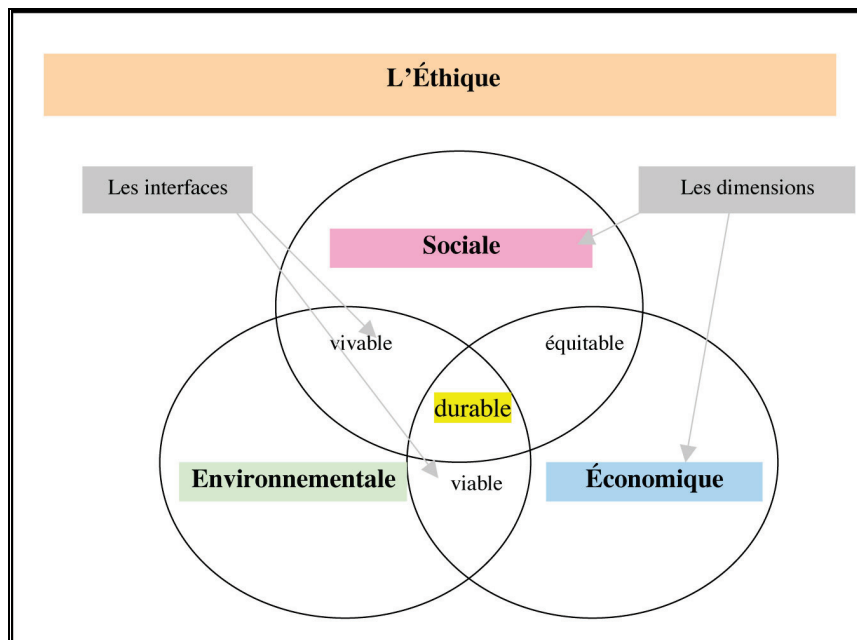 L’Éthique
Les interfaces
Les dimensions
Sociale
vivable
équitable
durable
Environnementale
viable
Économique